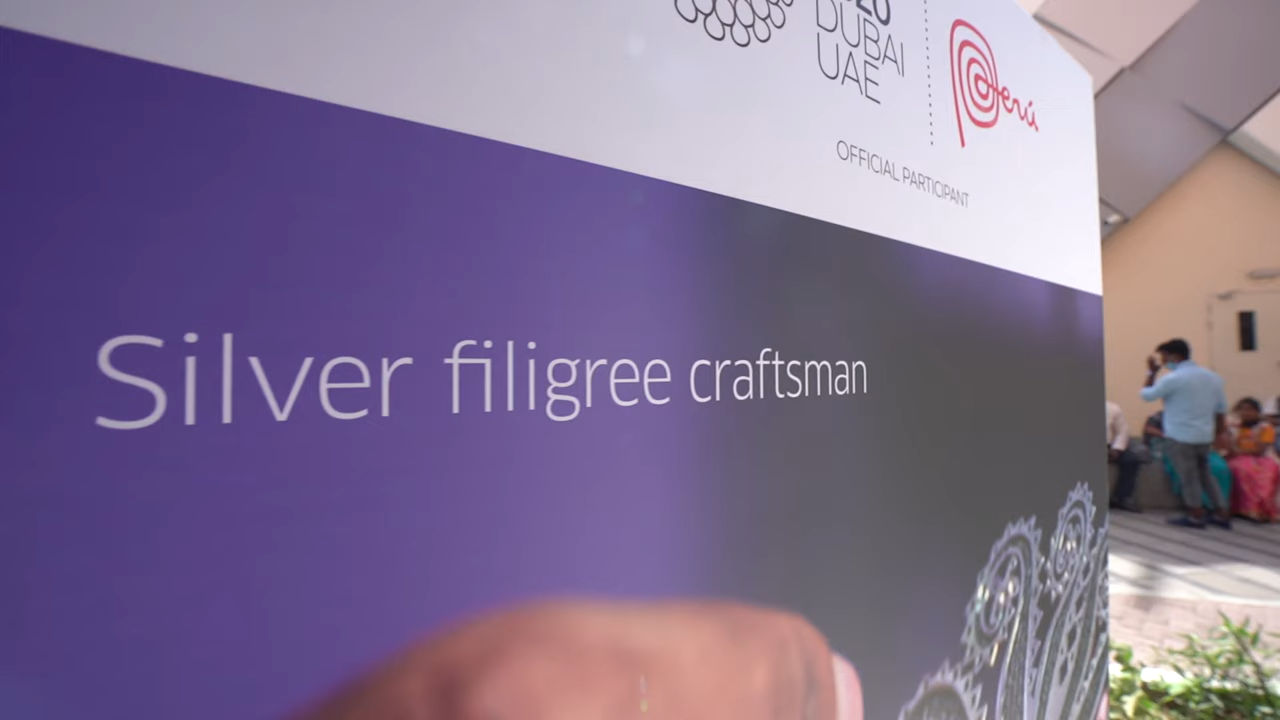 DUBAI
UAE
Perú
OFFICIAL PARTICIPANT
Silver filigree craftsman